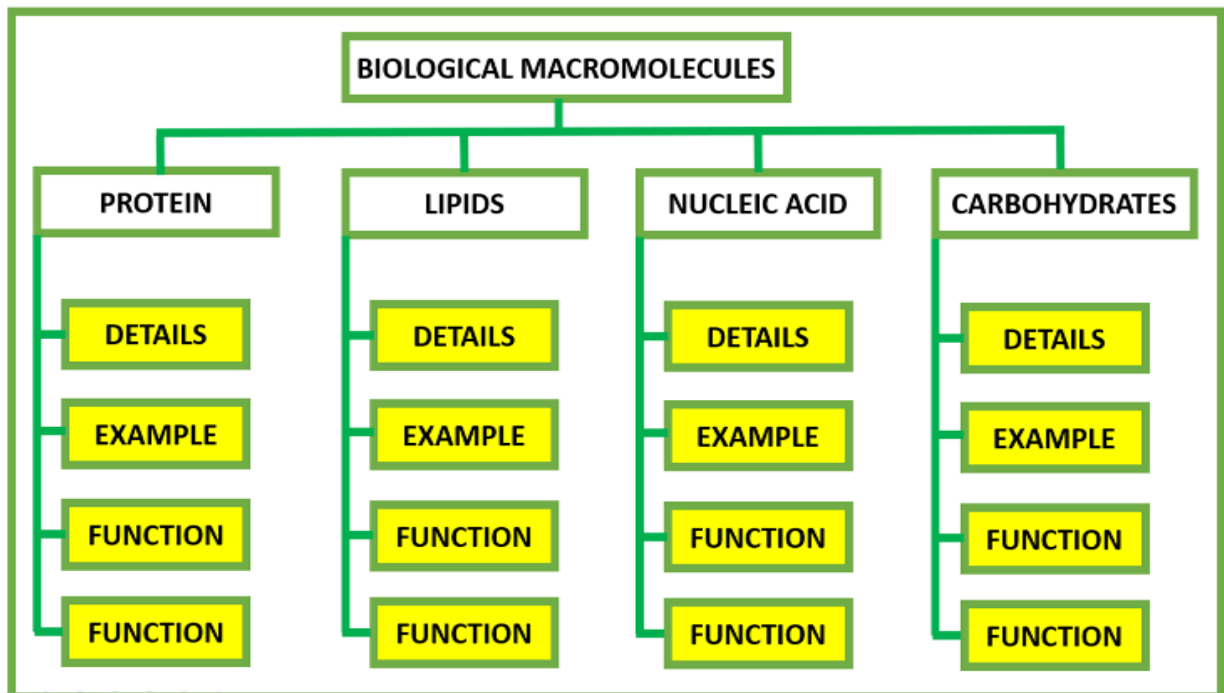 BIOLOGICAL MACROMOLECULES
PROTEIN
LIPIDS
NUCLEIC ACID
CARBOHYDRATES
DETAILS
DETAILS
DETAILS
DETAILS
EXAMPLE
EXAMPLE
EXAMPLE
EXAMPLE
FUNCTION
FUNCTION
FUNCTION
FUNCTION
FUNCTION
FUNCTION
FUNCTION
FUNCTION